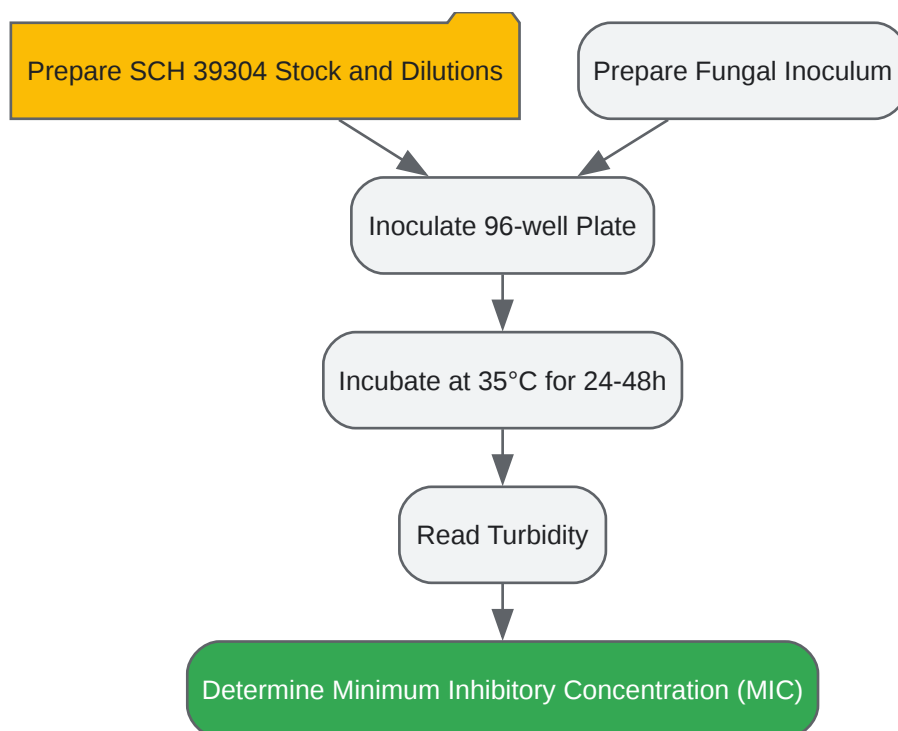 Prepare SCH 39304 Stock and Dilutions
Prepare Fungal Inoculum
Inoculate 96-well Plate
Incubate at 35°C for 24-48h
Read Turbidity
Determine Minimum Inhibitory Concentration (MIC)